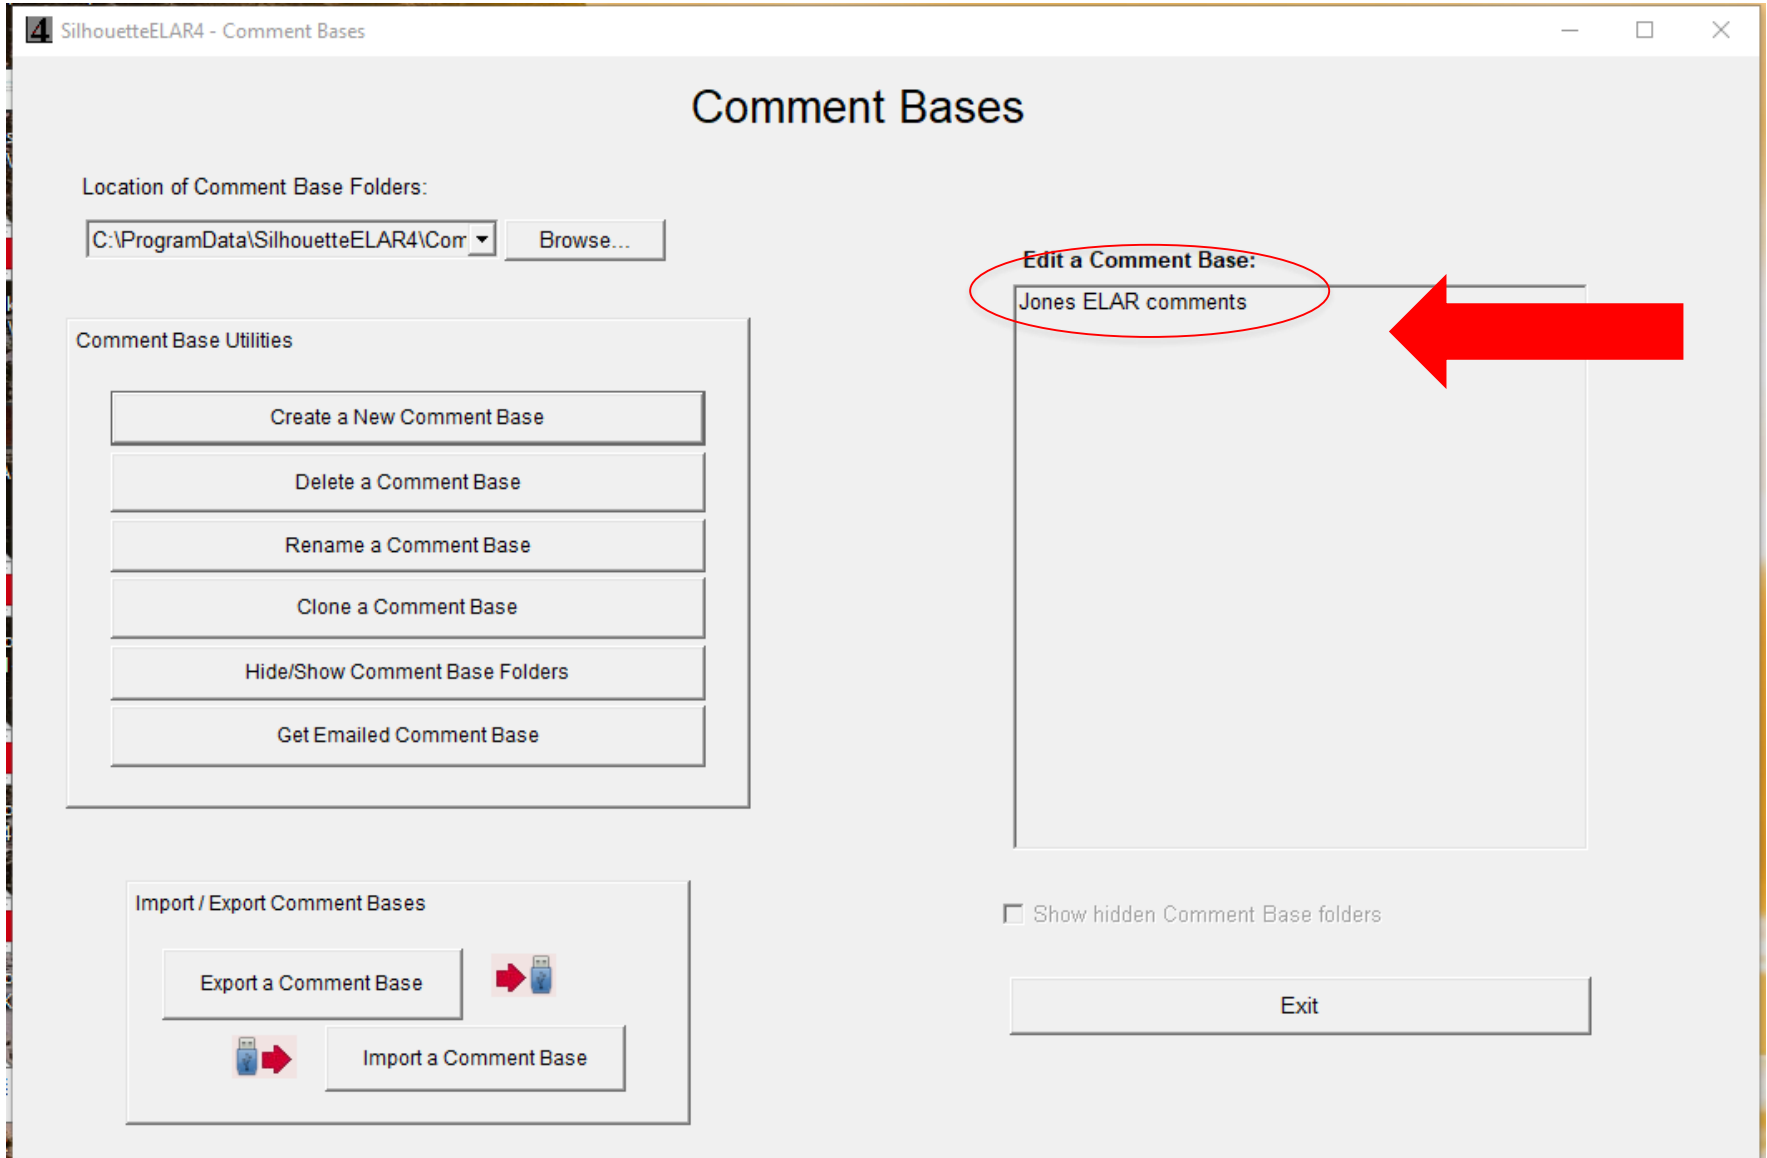 4 SilhouetteELAR4 - Comment Bases
Comment Bases
Location of Comment Base Folders:
C:\ProgramData\SilhouetteELAR4\Com
Browse...
Comment Base Utilities
Create a New Comment Base
Delete a Comment Base
Rename a Comment Base
Clone a Comment Base
Hide/Show Comment Base Folders
Get Emailed Comment Base
Import / Export Comment Bases
Export a Comment Base
Import a Comment Base
Edit a Comment Base:
Jones ELAR comments
Show hidden Comment Base folders
Exit